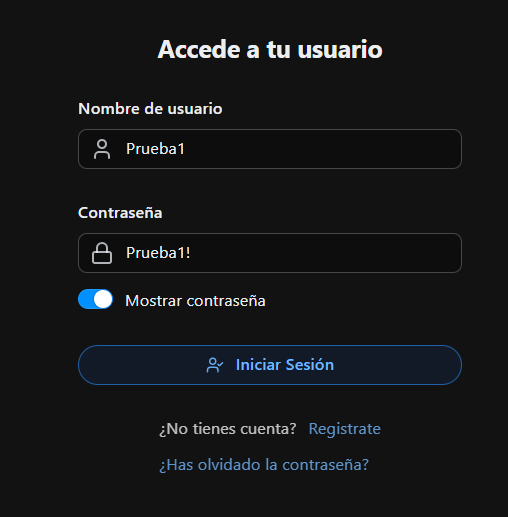 Accede a tu usuario
Nombre de usuario
Prueba1
Contraseña
Prueba1!
Mostrar contraseña
Iniciar Sesión
¿No tienes cuenta? Registrate
¿Has olvidado la contraseña?